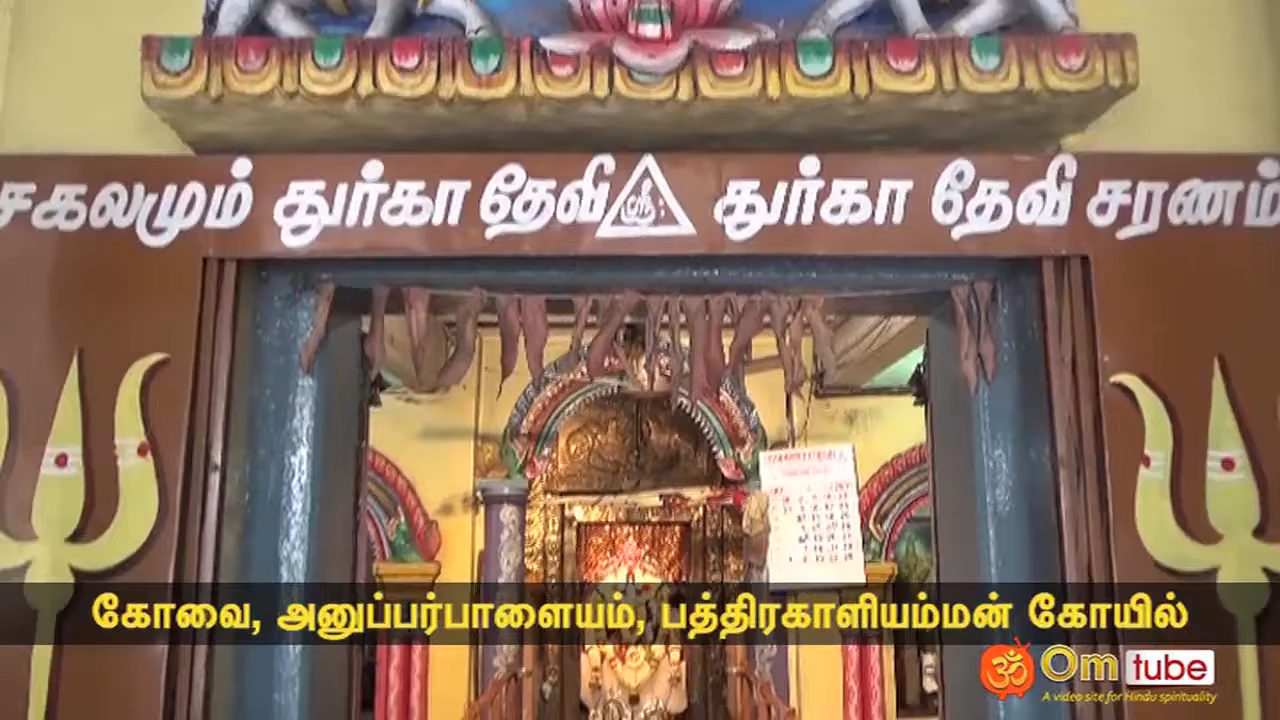 சகலமும் துர்கா தேவி ஸ்ரீ: துர்கா தேவி சரணம்
கோவை, அனுப்பர்பாளையம், பத்திரகாளியம்மன் கோயில்
ॐ Om tube
A video site for Hindu spirituality